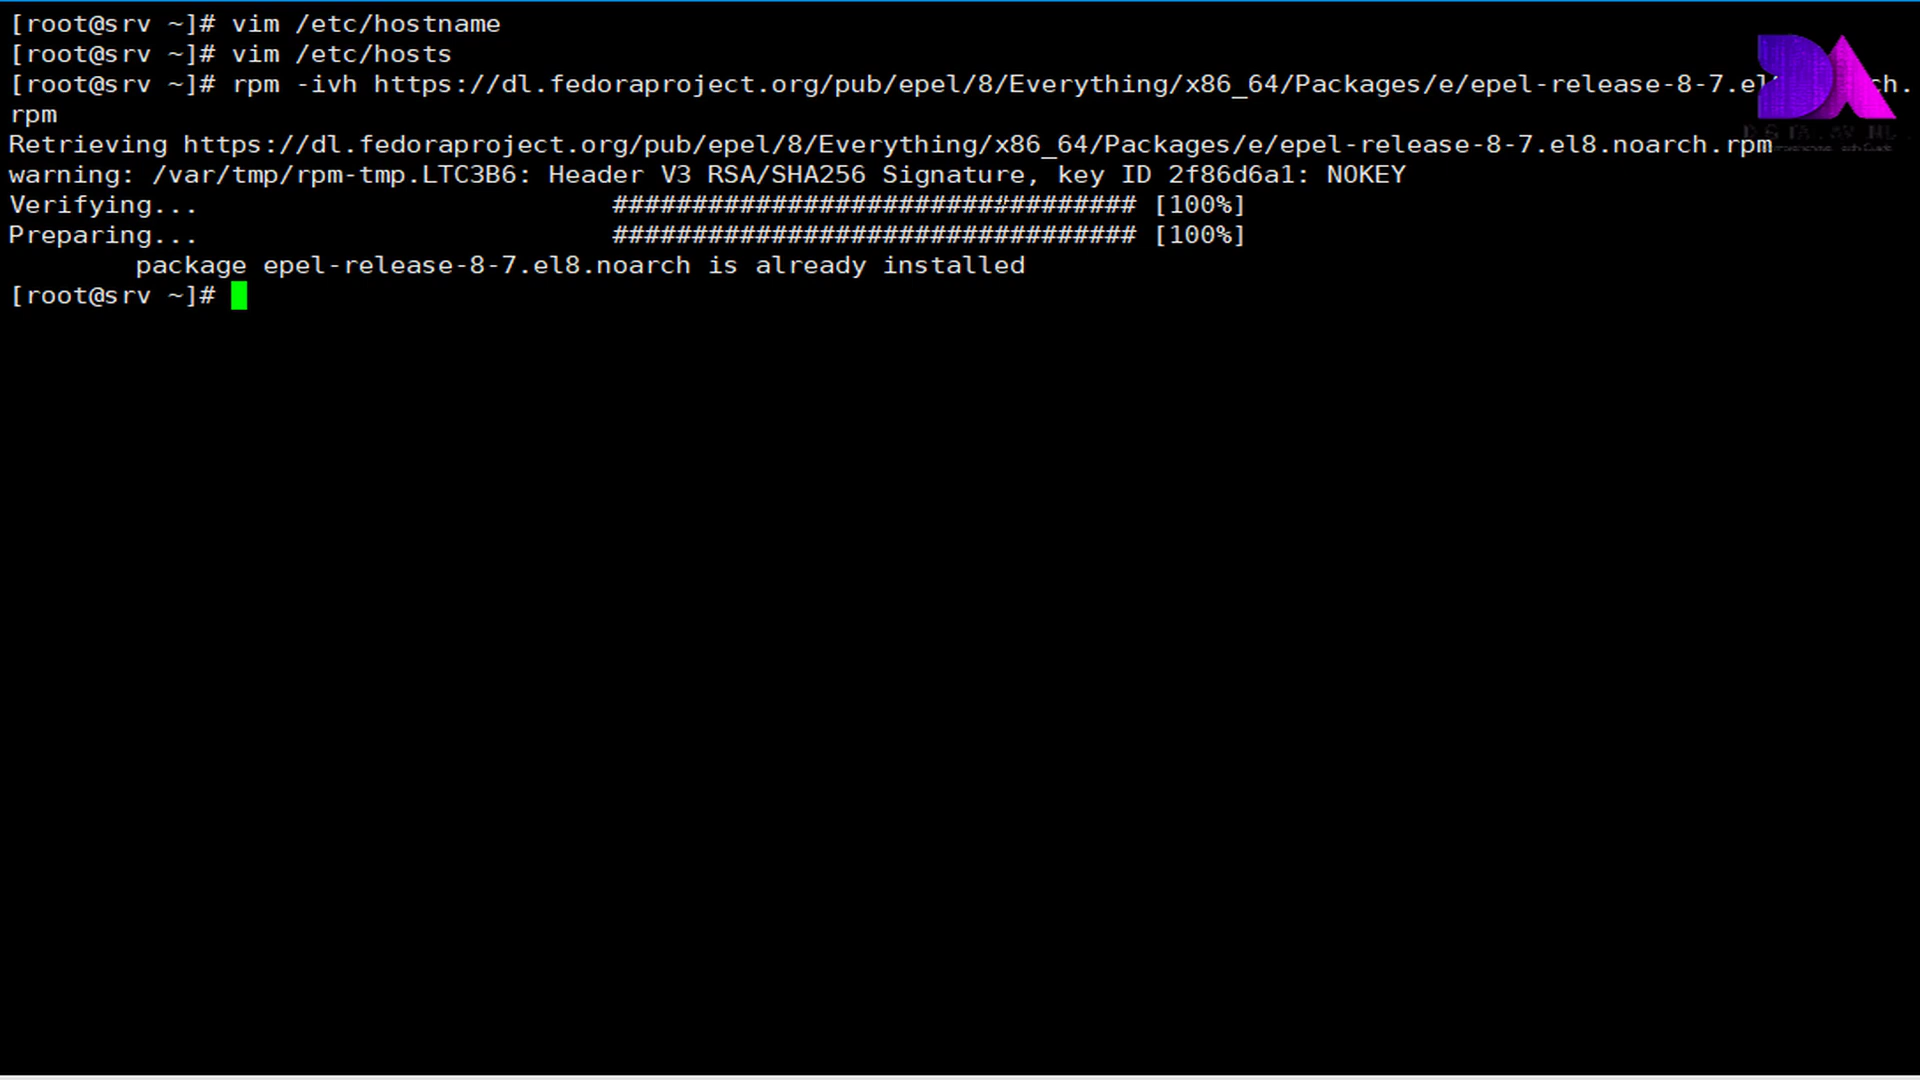 [root@srv ~]# vim /etc/hostname
[root@srv ~]# vim /etc/hosts
[root@srv ~]# rpm -ivh https://dl.fedoraproject.org/pub/epel/8/Everything/x86_64/Packages/e/epel-release-8-7.el ch.
rpm
Retrieving https://dl.fedoraproject.org/pub/epel/8/Everything/x86_64/Packages/e/epel-release-8-7.el8.noarch.rpm
warning: /var/tmp/rpm-tmp.LTC3B6: Header V3 RSA/SHA256 Signature, key ID 2f86d6a1: NOKEY
Verifying... ################################# [100%]
Preparing... ################################# [100%]
package epel-release-8-7.el8.noarch is already installed
[root@srv ~]#
DA